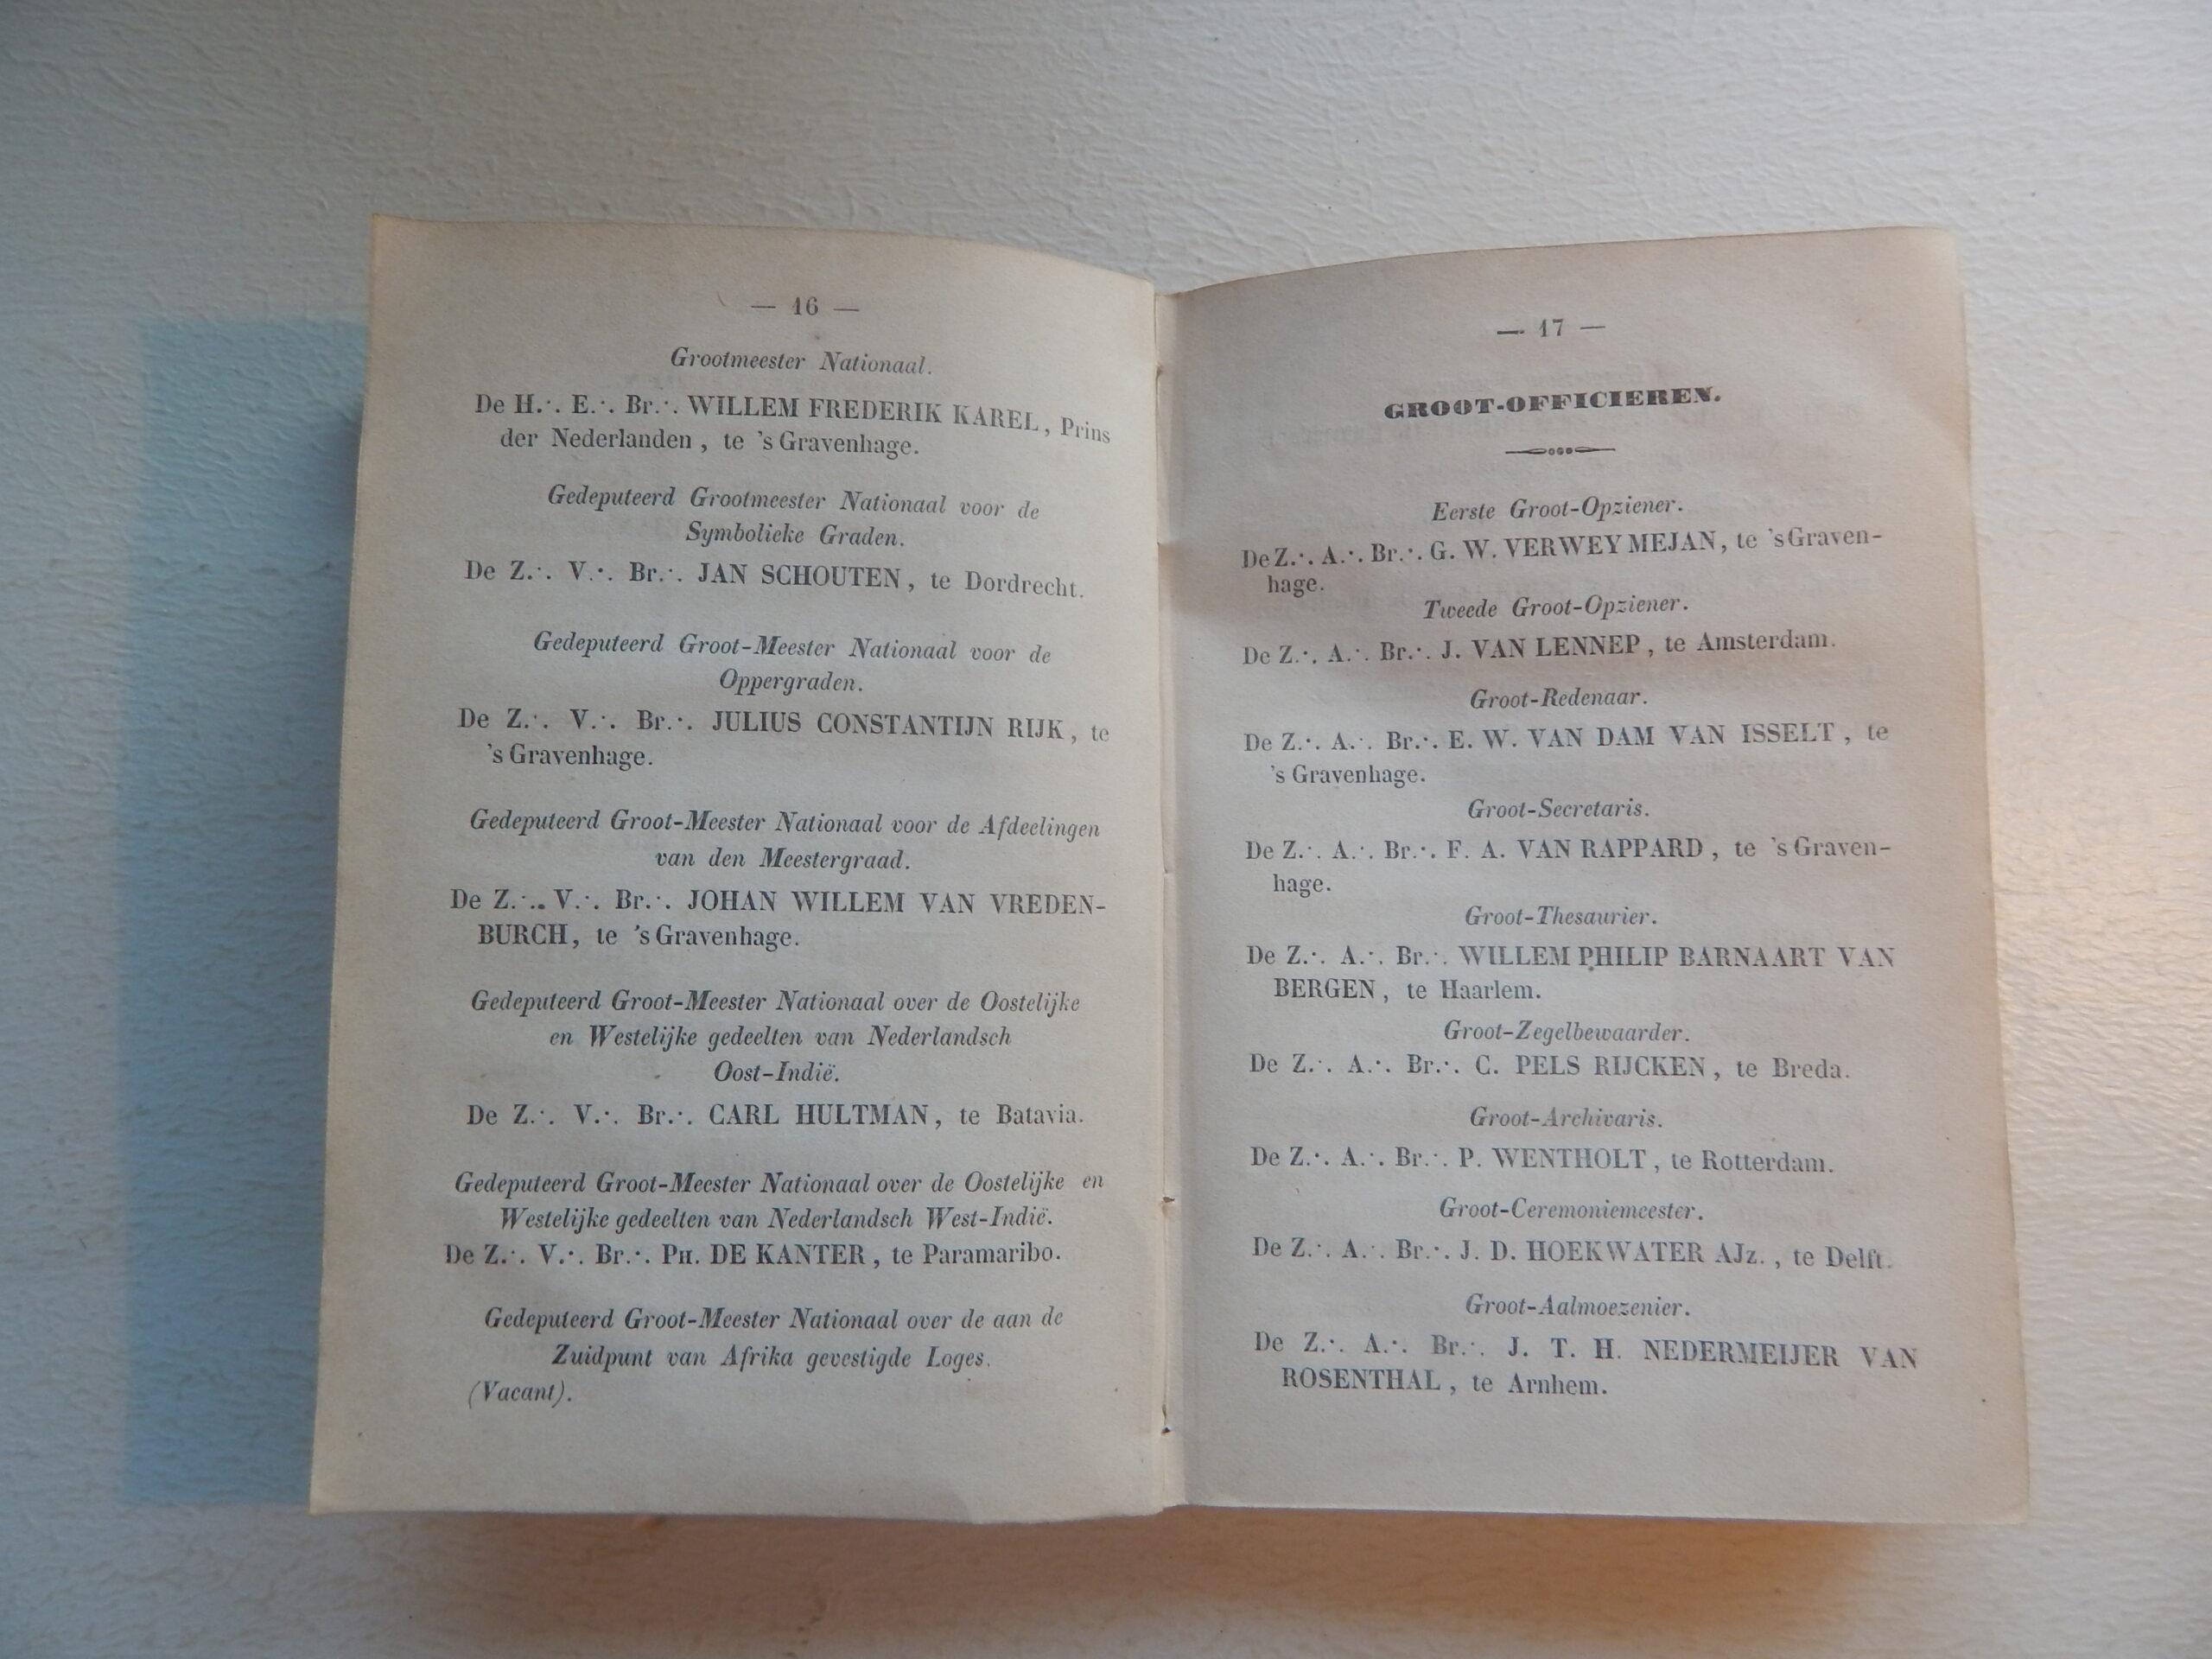 — 16 —
Grootmeester Nationaal.
De H.·. E.·. Br.·. WILLEM FREDERIK KAREL, Prins
der Nederlanden, te 's Gravenhage.
Gedeputeerd Grootmeester Nationaal voor de
Symbolieke Graden.
De Z.·. V.·. Br.·. JAN SCHOUTEN, te Dordrecht.
Gedeputeerd Groot-Meester Nationaal voor de
Oppergraden.
De Z.·. V.·. Br.·. JULIUS CONSTANTIJN RIJK, te
's Gravenhage.
Gedeputeerd Groot-Meester Nationaal voor de Afdeelingen
van den Meestergraad.
De Z.·. V.·. Br.·. JOHAN WILLEM VAN VREDEN-
BURCH, te 's Gravenhage.
Gedeputeerd Groot-Meester Nationaal over de Oostelijke
en Westelijke gedeelten van Nederlandsch
Oost-Indië.
De Z.·. V.·. Br.·. CARL HULTMAN, te Batavia.
Gedeputeerd Groot-Meester Nationaal over de Oostelijke en
Westelijke gedeelten van Nederlandsch West-Indië.
De Z.·. V.·. Br.·. PH. DE KANTER, te Paramaribo.
Gedeputeerd Groot-Meester Nationaal over de aan de
Zuidpunt van Afrika gevestigde Loges.
(Vacant).
— 17 —
GROOT-OFFICIEREN.
Eerste Groot-Opziener.
De Z.·. A.·. Br.·. G. W. VERWEY MEJAN, te 's Graven-
hage.
Tweede Groot-Opziener.
De Z.·. A.·. Br.·. J. VAN LENNEP, te Amsterdam.
Groot-Redenaar.
De Z.·. A.·. Br.·. E. W. VAN DAM VAN ISSELT, te
's Gravenhage.
Groot-Secretaris.
De Z.·. A.·. Br.·. F. A. VAN RAPPARD, te 's Graven-
hage.
Groot-Thesaurier.
De Z.·. A.·. Br.·. WILLEM PHILIP BARNAART VAN
BERGEN, te Haarlem.
Groot-Zegelbewaarder.
De Z.·. A.·. Br.·. C. PELS RIJCKEN, te Breda.
Groot-Archivaris.
De Z.·. A.·. Br.·. P. WENTHOLT, te Rotterdam.
Groot-Ceremoniemeester.
De Z.·. A.·. Br.·. J. D. HOEKWATER AJz., te Delft.
Groot-Aalmoezenier.
De Z.·. A.·. Br.·. J. T. H. NEDERMEIJER VAN
ROSENTHAL, te Arnhem.